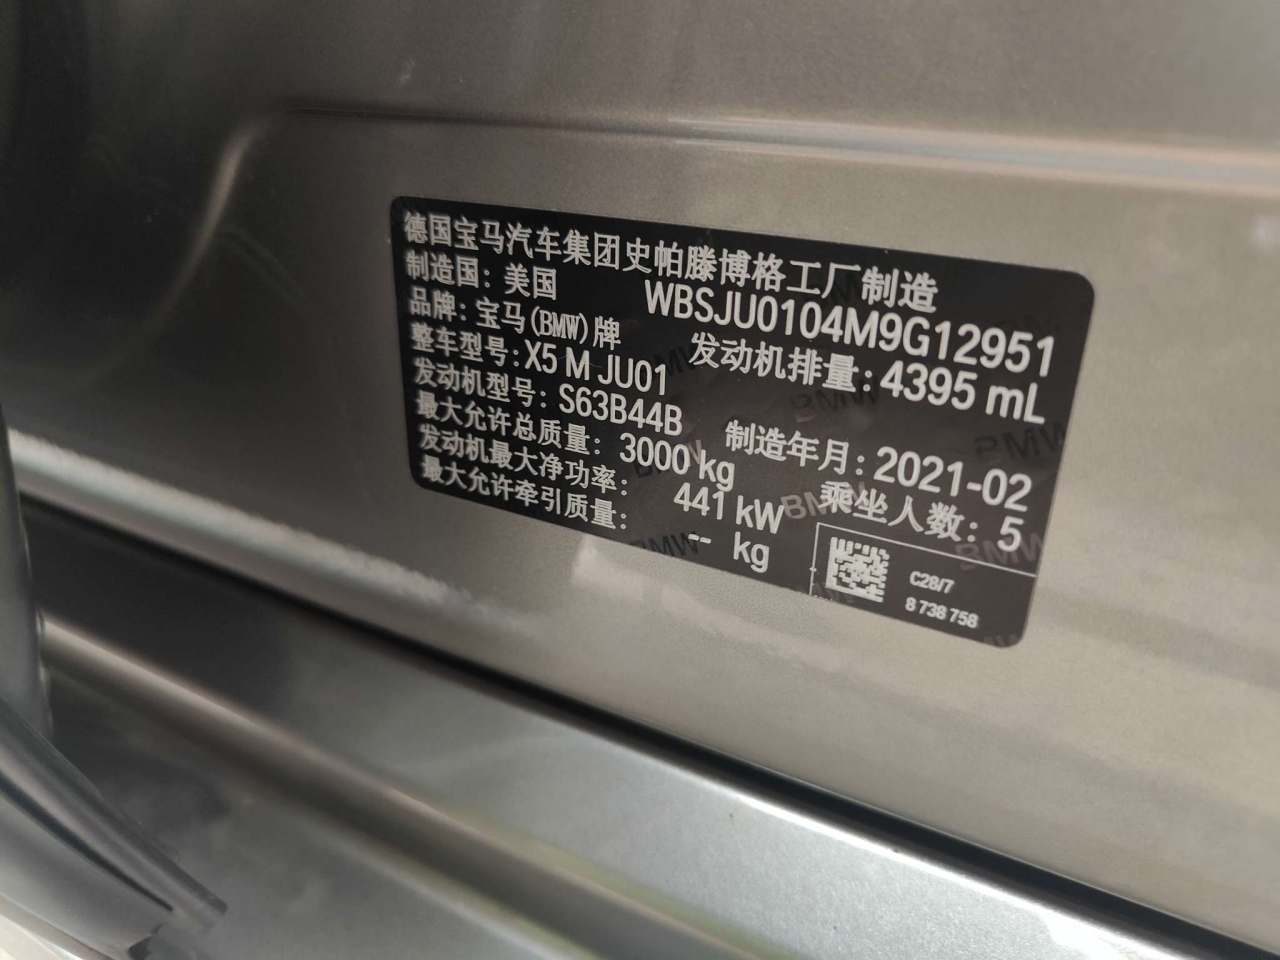 德国宝马汽车集团史帕滕博格工厂制造
制造国: 美国 WBSJU0104M9G12951
品牌: 宝马(BMW)牌 发动机排量: 4395 mL
整车型号: X5 M JU01
发动机型号: S63B44B 制造年月: 2021-02
最大允许总质量: 3000 kg 乘坐人数: 5
发动机最大净功率: 441 kW
最大允许牵引质量: -- kg
C28/7
8 738 758